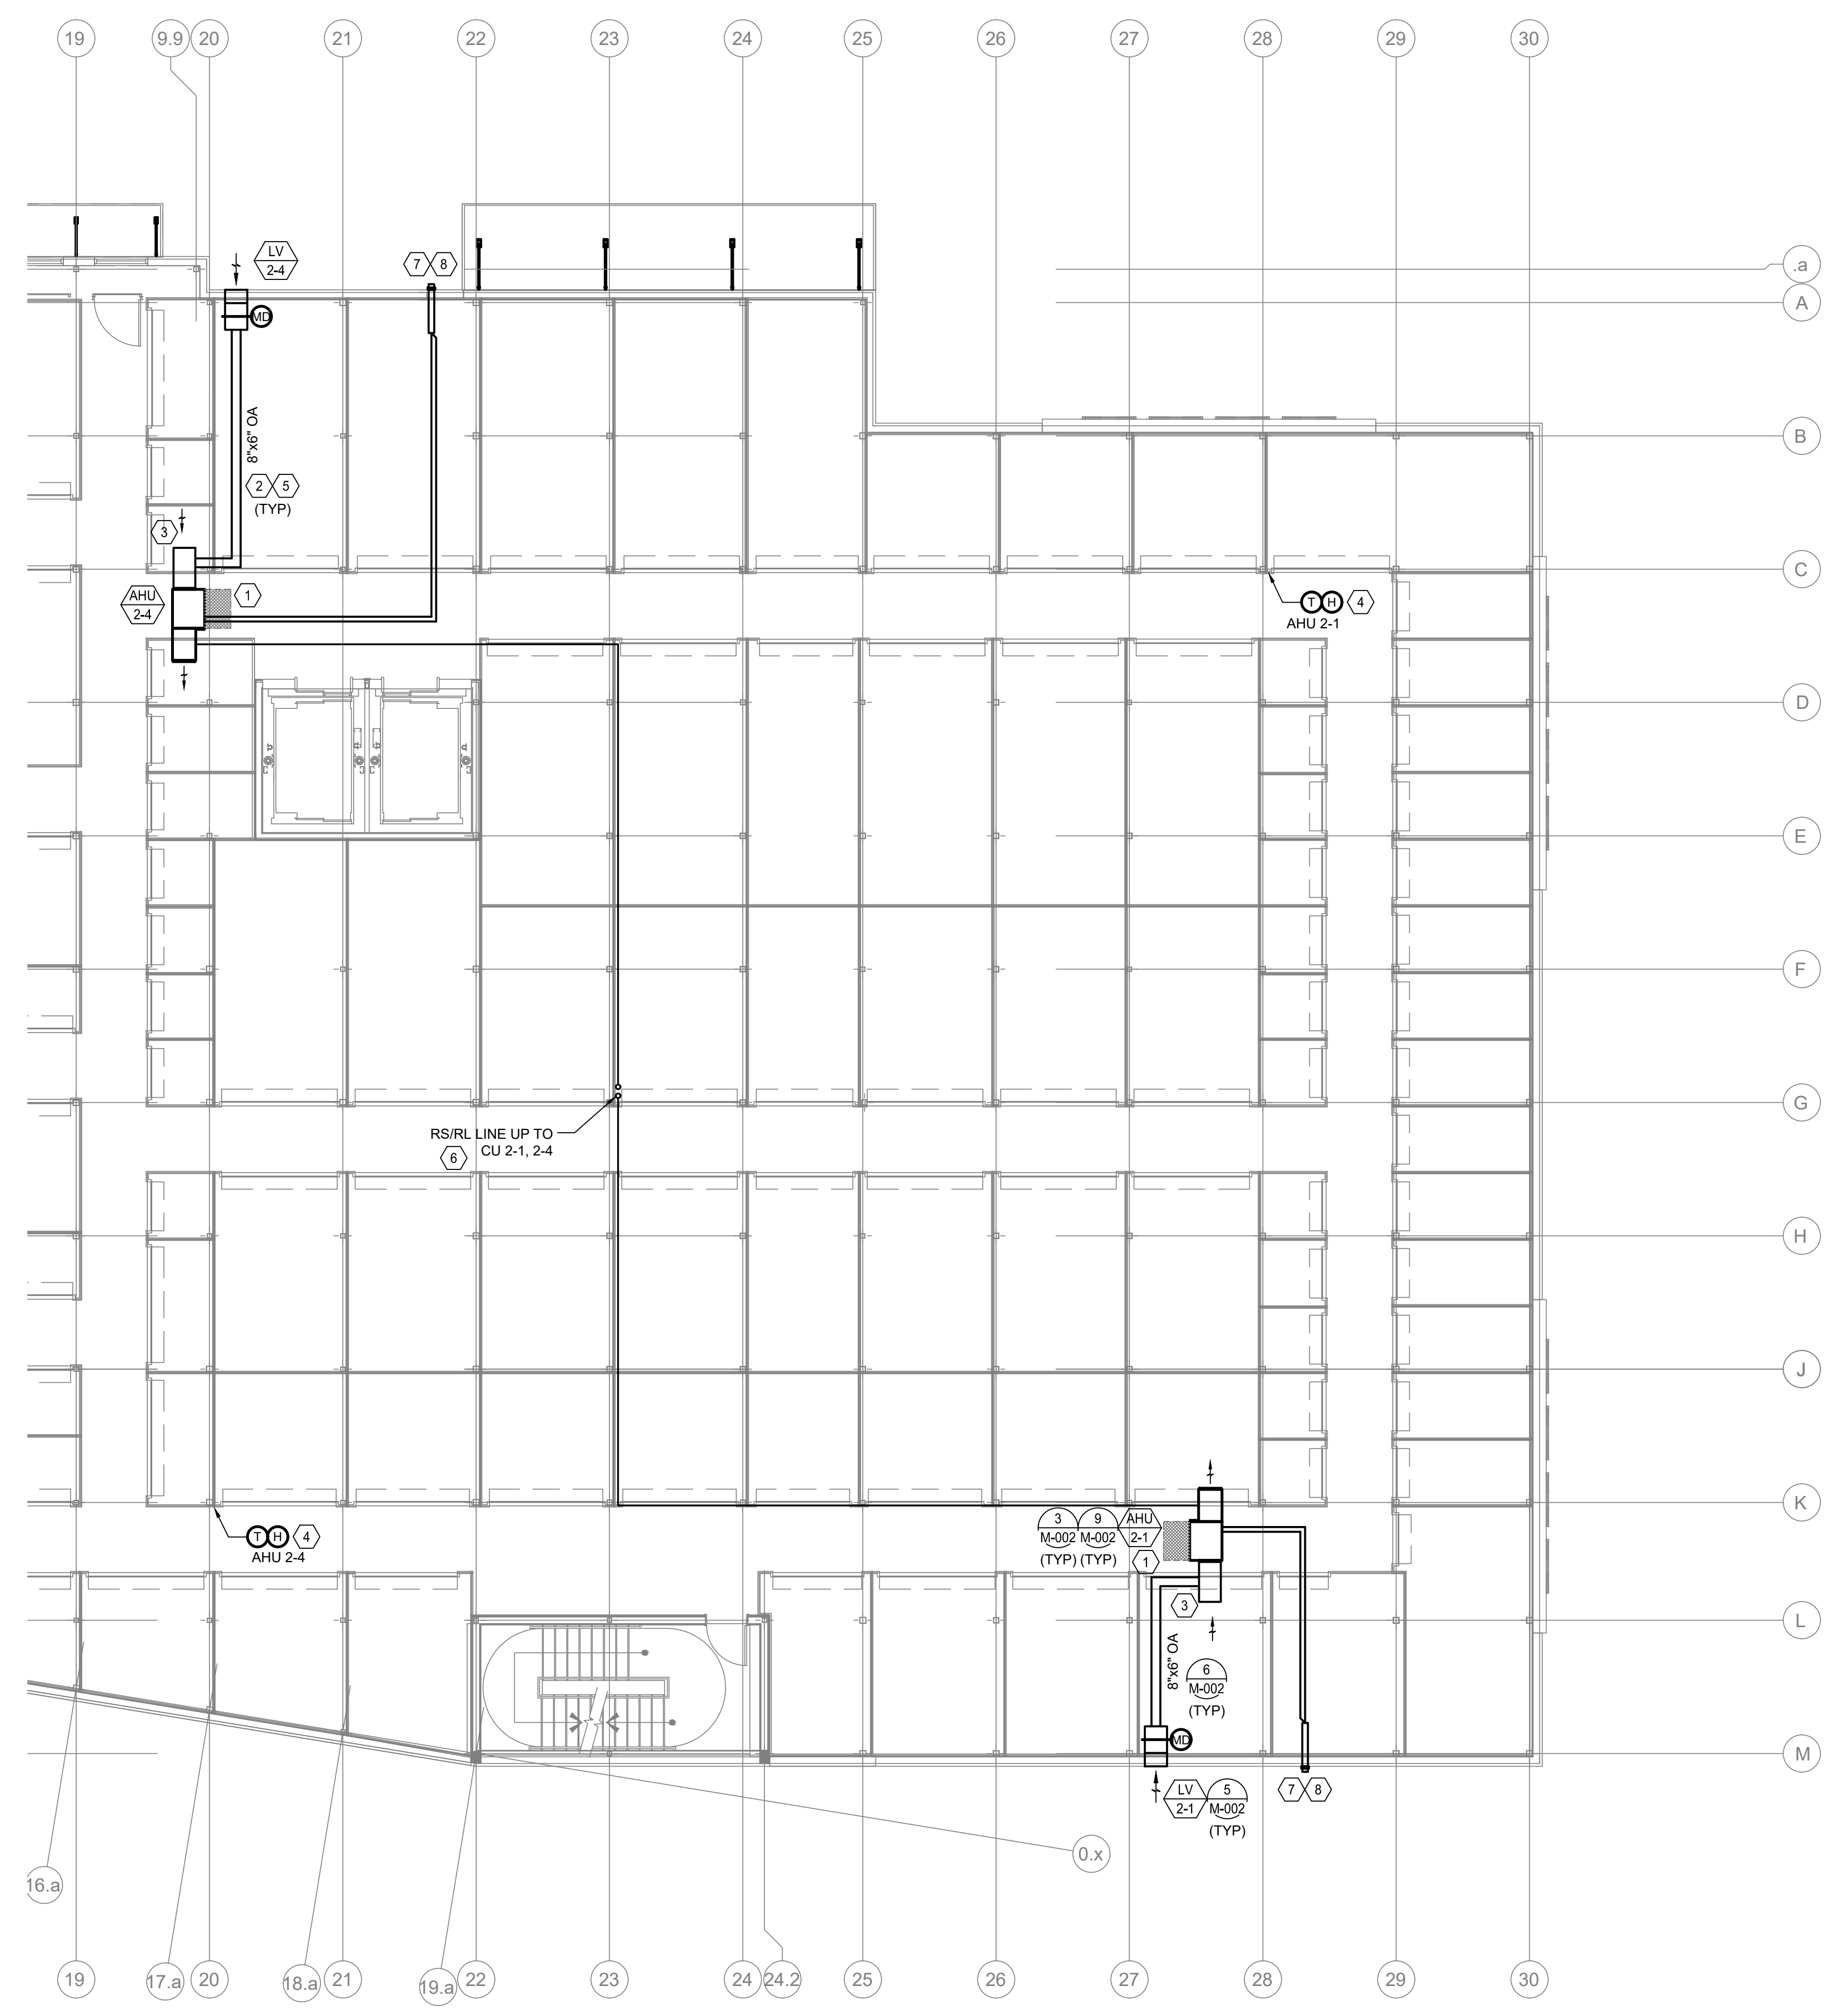 19
9.9
20
21
22
23
24
25
26
27
28
29
30
.a
A
B
C
D
E
F
G
H
J
K
L
M
LV
2-4
7
8
MD
8"x6" OA
2
5
(TYP)
3
AHU
2-4
1
T
H
4
AHU 2-1
RS/RL LINE UP TO
6
CU 2-1, 2-4
T
H
4
AHU 2-4
3
M-002
(TYP)
9
M-002
(TYP)
AHU
2-1
1
3
8"x6" OA
6
M-002
(TYP)
MD
LV
2-1
5
M-002
(TYP)
7
8
0.x
16.a
19
17.a
20
18.a
21
19.a
22
23
24
24.2
25
26
27
28
29
30